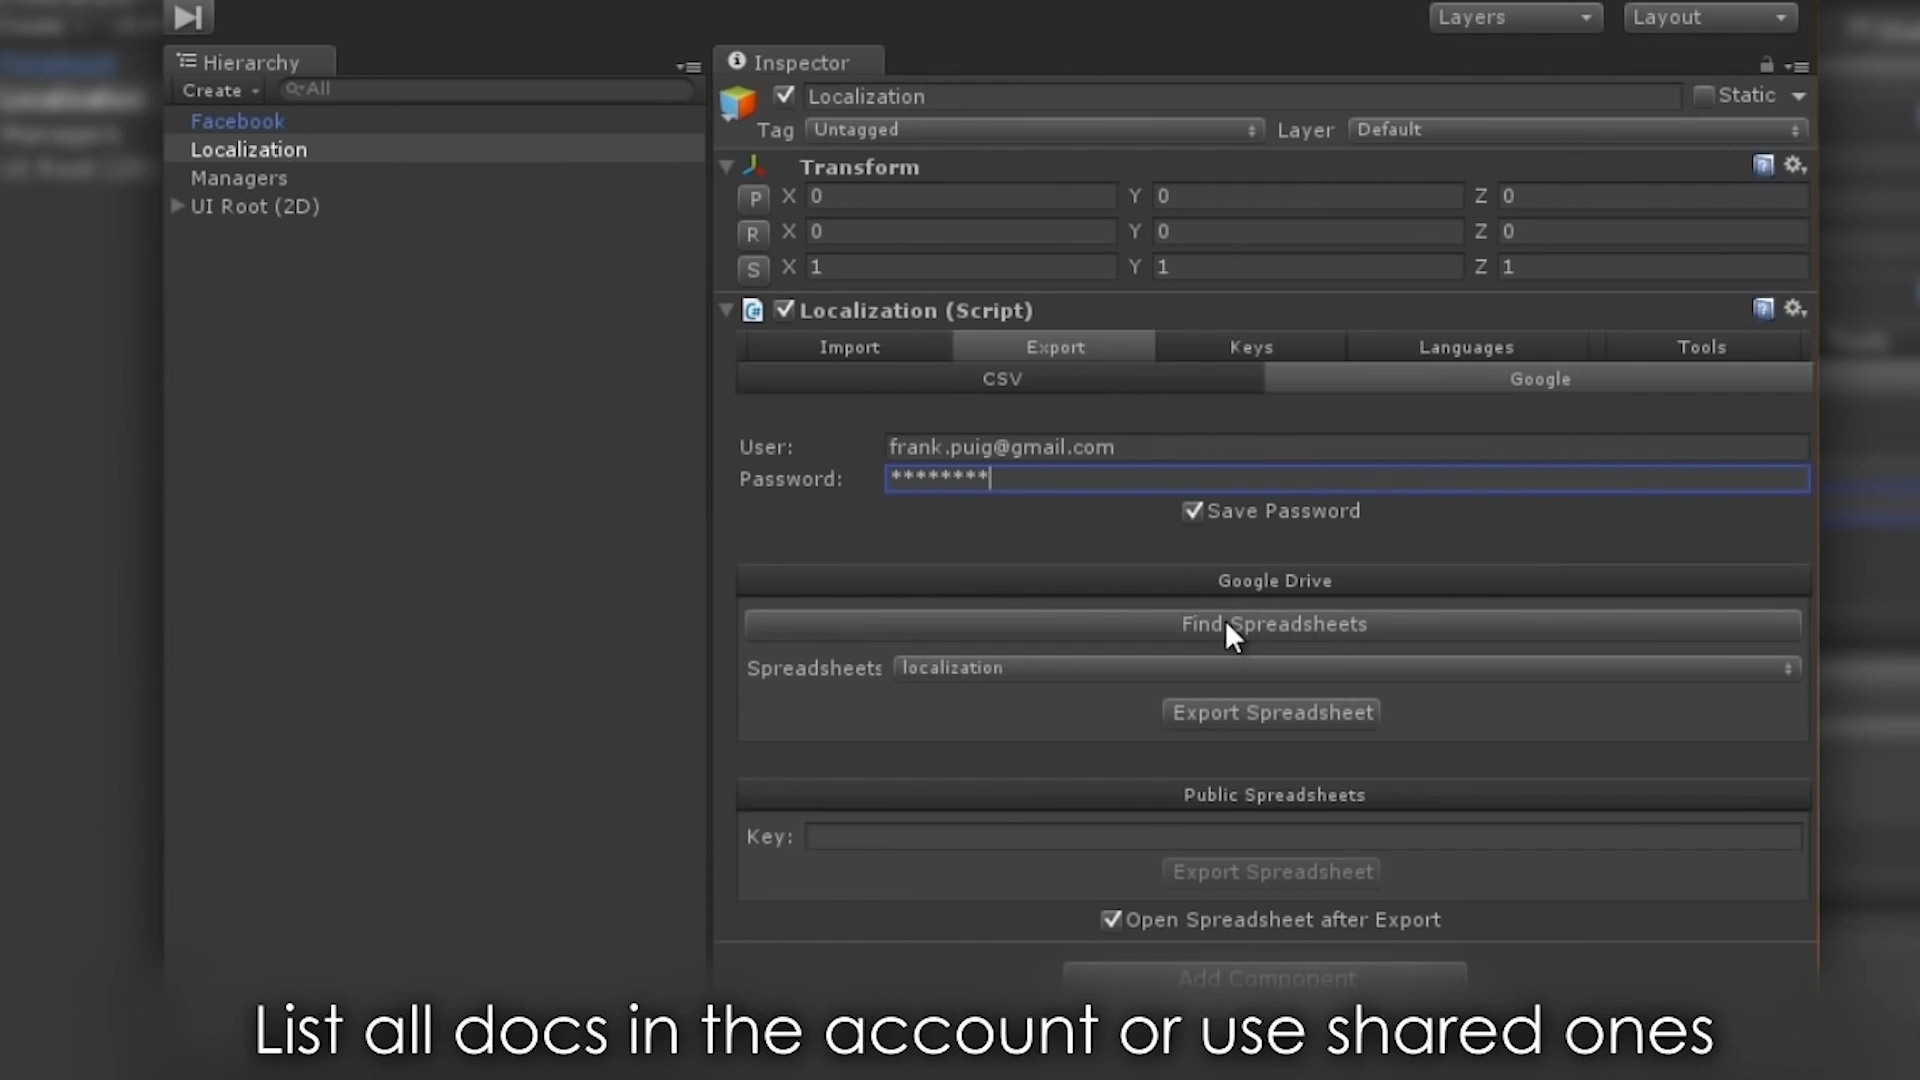 Layers
Layout
Hierarchy
Create
All
Facebook
Localization
Managers
UI Root (2D)
Inspector
Localization
Static
Tag
Untagged
Layer
Default
Transform
P X 0 Y 0 Z 0
R X 0 Y 0 Z 0
S X 1 Y 1 Z 1
Localization (Script)
Import
Export
Keys
Languages
Tools
CSV
Google
User: frank.puig@gmail.com
Password: ********
Save Password
Google Drive
Find Spreadsheets
Spreadsheets localization
Export Spreadsheet
Public Spreadsheets
Key:
Export Spreadsheet
Open Spreadsheet after Export
Add Component
List all docs in the account or use shared ones